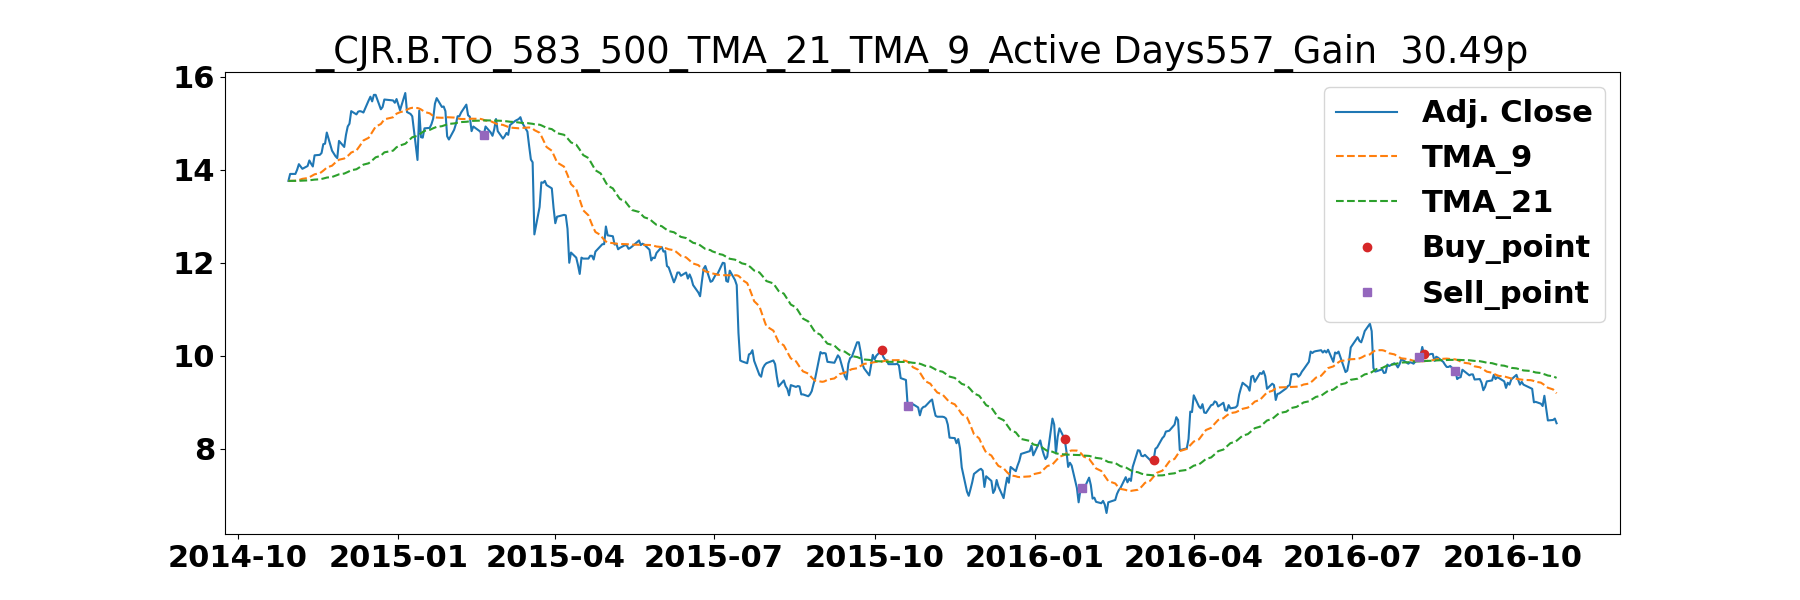 _CJR.B.TO_583_500_TMA_21_TMA_9_Active Days557_Gain  30.49p
16
14
12
10
8
Adj. Close
TMA_9
TMA_21
Buy_point
Sell_point
2014-10 2015-01 2015-04 2015-07 2015-10 2016-01 2016-04 2016-07 2016-10